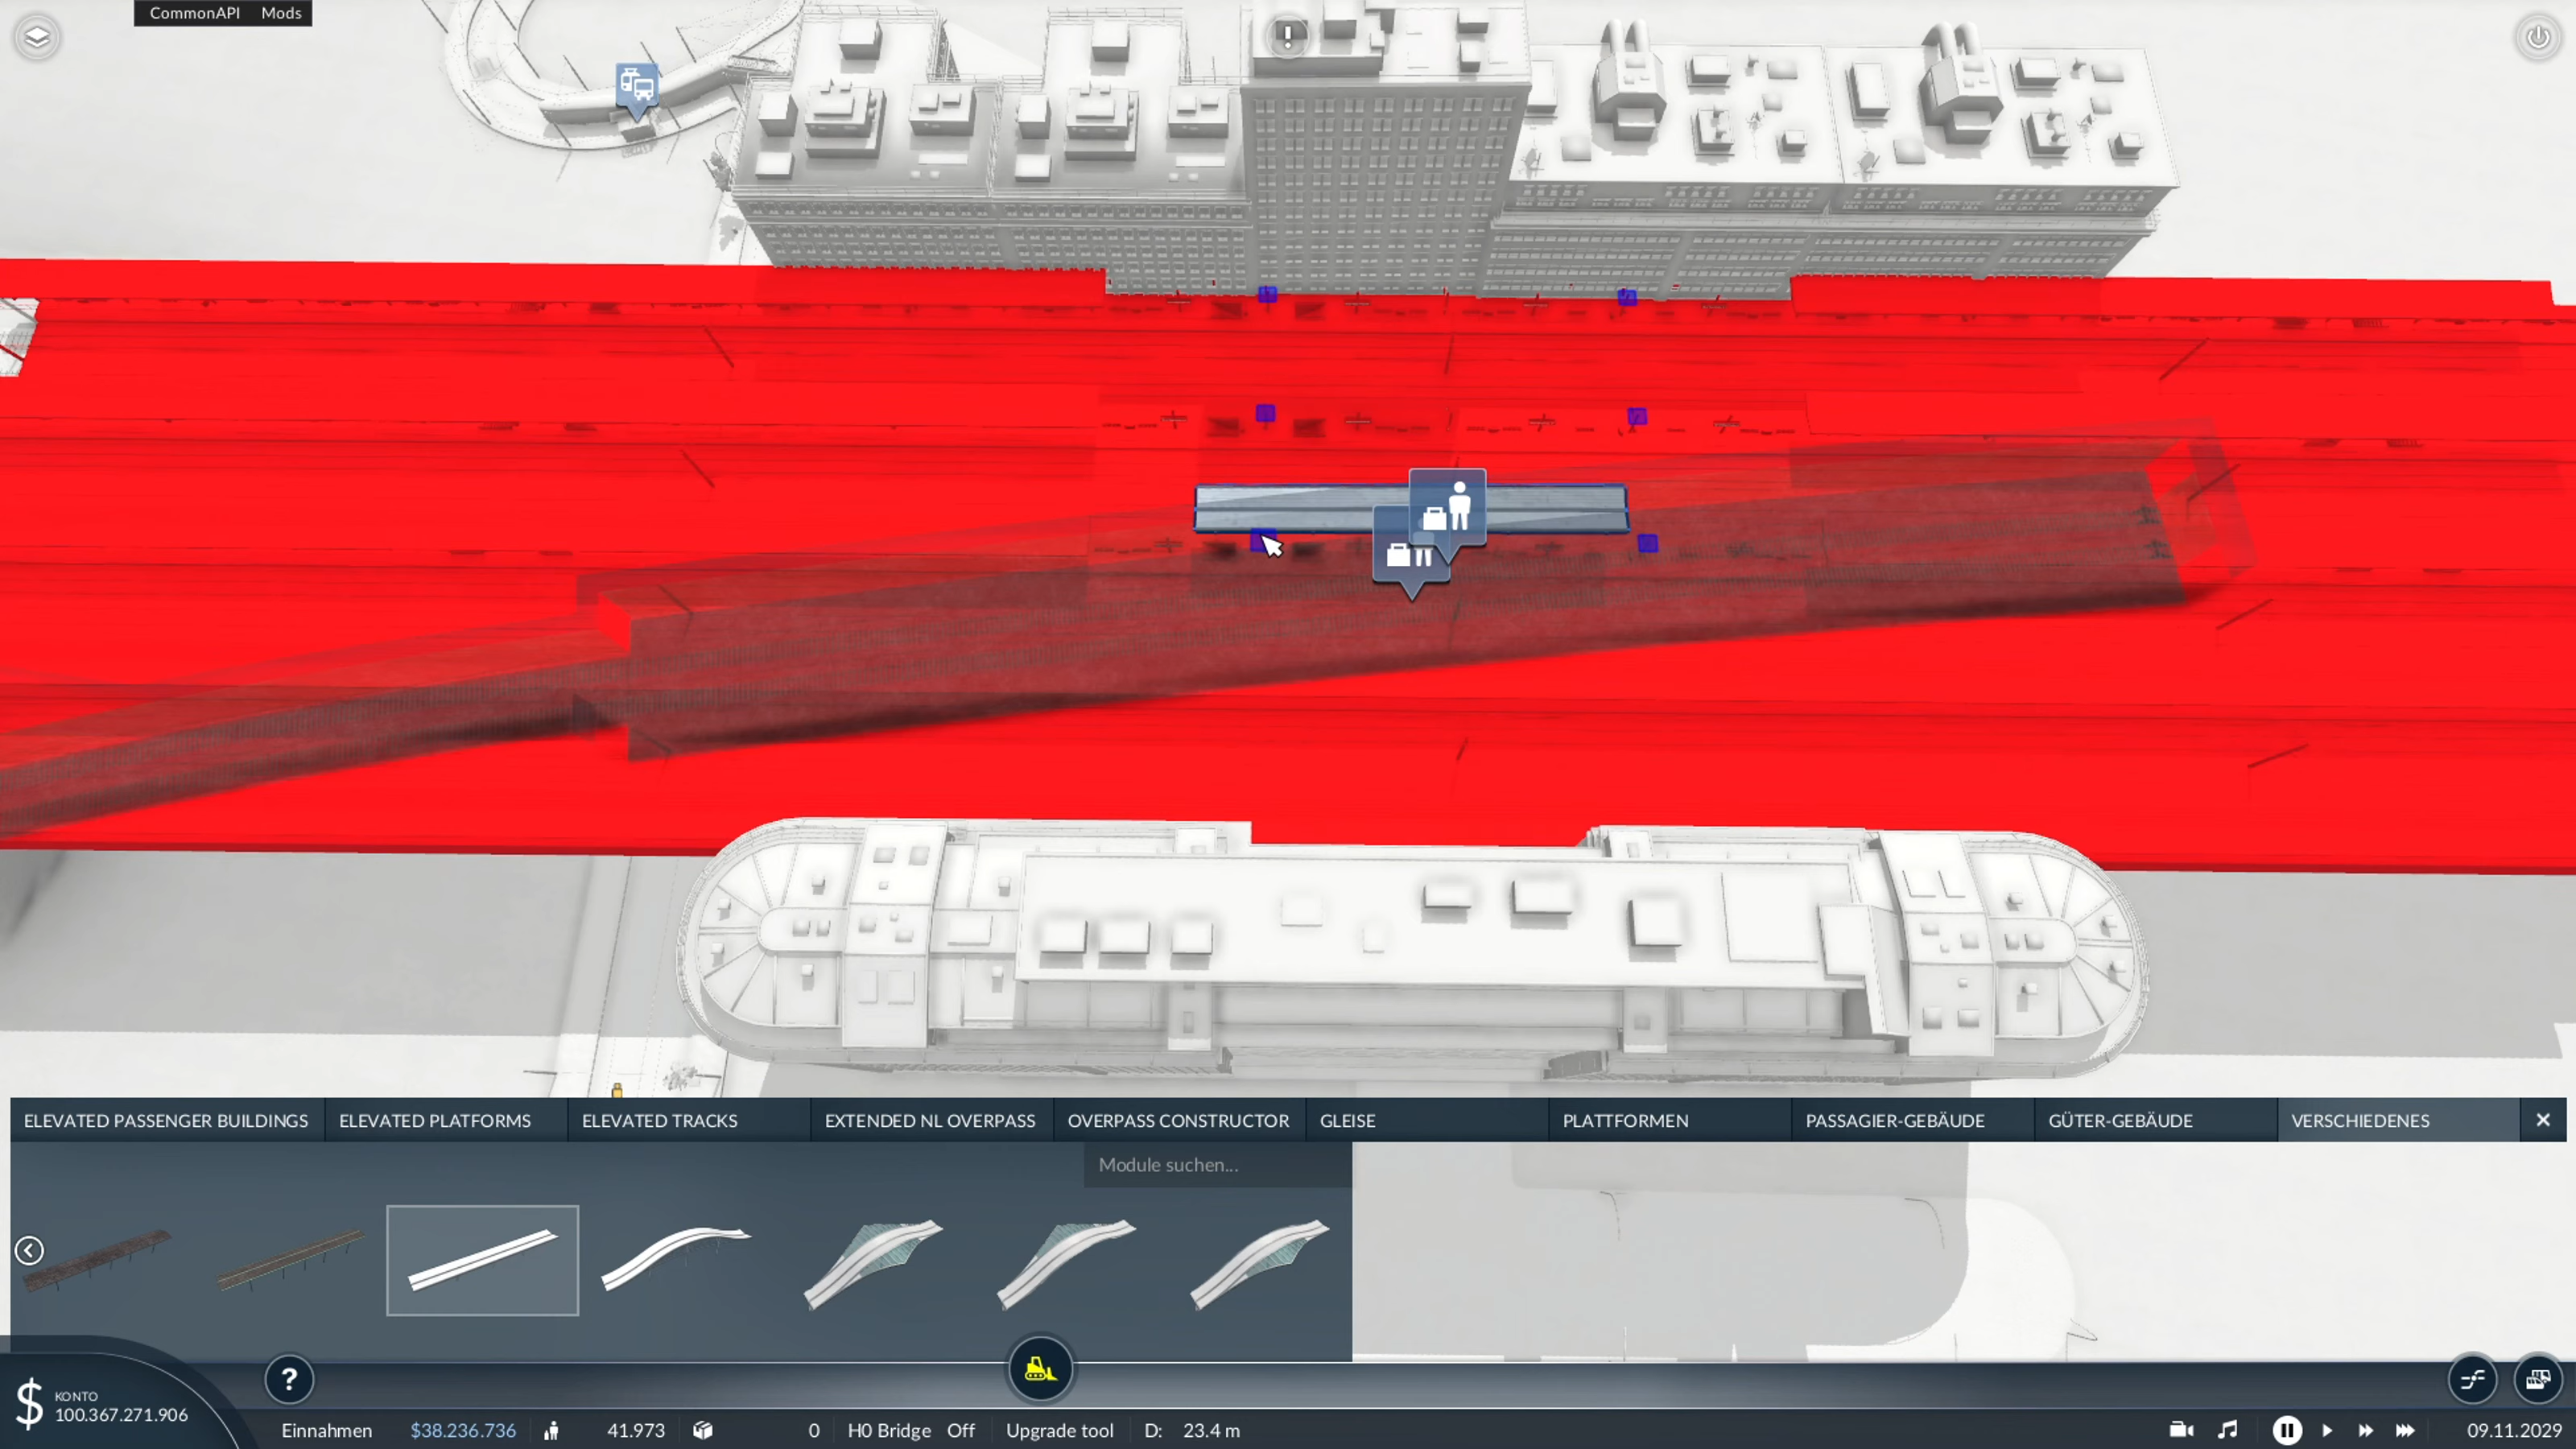 CommonAPI Mods
ELEVATED PASSENGER BUILDINGS ELEVATED PLATFORMS ELEVATED TRACKS EXTENDED NL OVERPASS OVERPASS CONSTRUCTOR GLEISE PLATTFORMEN PASSAGIER-GEBÄUDE GÜTER-GEBÄUDE VERSCHIEDENES
Module suchen...
KONTO
100.367.271.906
Einnahmen $38.236.736 41.973 0 H0 Bridge Off Upgrade tool D: 23.4 m 09.11.2029